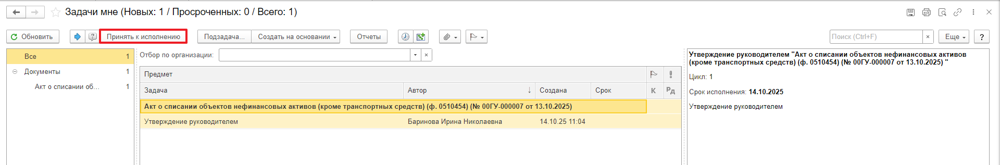 Задачи мне (Новых: 1 / Просроченных: 0 / Всего: 1)
Обновить ? Принять к исполнению Подзадача... Создать на основании Отчеты Поиск (Ctrl+F) × Еще ?
Все 1
Документы 1
Акт о списании об... 1
Отбор по организации: ×
Предмет
Задача Автор ↓ Создана Срок К Рд
Акт о списании объектов нефинансовых активов (кроме транспортных средств) (ф. 0510454) (№ 00ГУ-000007 от 13.10.2025)
Утверждение руководителем Баринова Ирина Николаевна 14.10.25 11:04
Утверждение руководителем "Акт о списании объектов нефинансовых активов
(кроме транспортных средств) (ф. 0510454) (№ 00ГУ-000007 от 13.10.2025) "
Цикл: 1
Срок исполнения: 14.10.2025
Утверждение руководителем